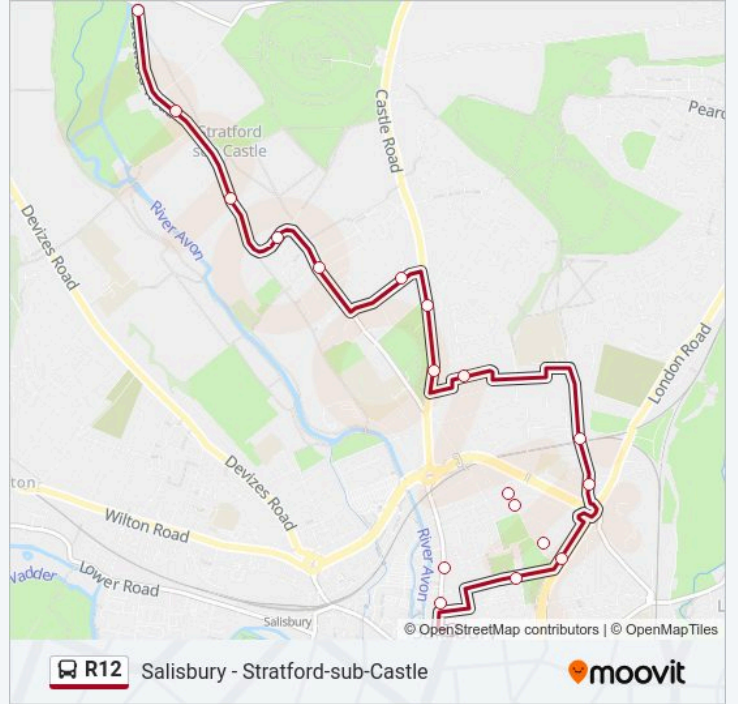 Castle Road
Pearc
Stratford
sub Castle
River Avon
Devizes Road
London Road
ton
Devizes Road
Wilton Road
River Avon
Lower Road
Salisbury
© OpenStreetMap contributors | © OpenMapTiles
R12
Salisbury - Stratford-sub-Castle
moovit